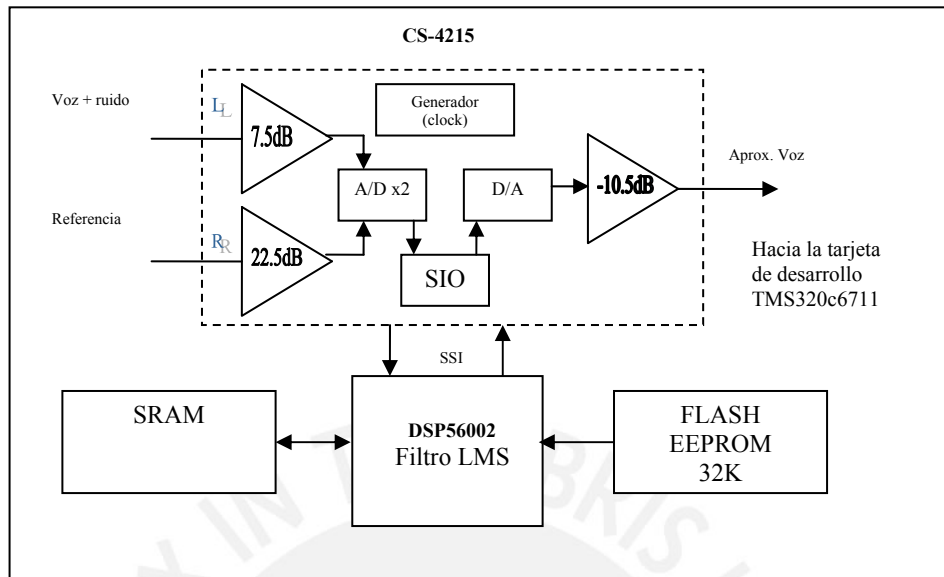 CS-4215
Voz + ruido
L
L
7.5dB
Generador
(clock)
A/D x2
D/A
-10.5dB
Aprox. Voz
Referencia
R
R
22.5dB
SIO
Hacia la tarjeta
de desarrollo
TMS320c6711
SSI
SRAM
DSP56002
Filtro LMS
FLASH
EEPROM
32K